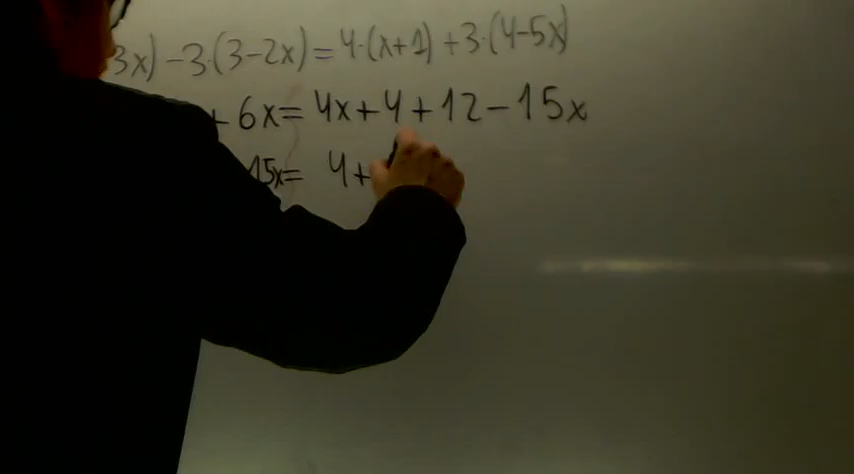 3x) -3·(3-2x) = 4·(x+1) +3·(4-5x)
+ 6x = 4x+4+12-15x
15x = 4+